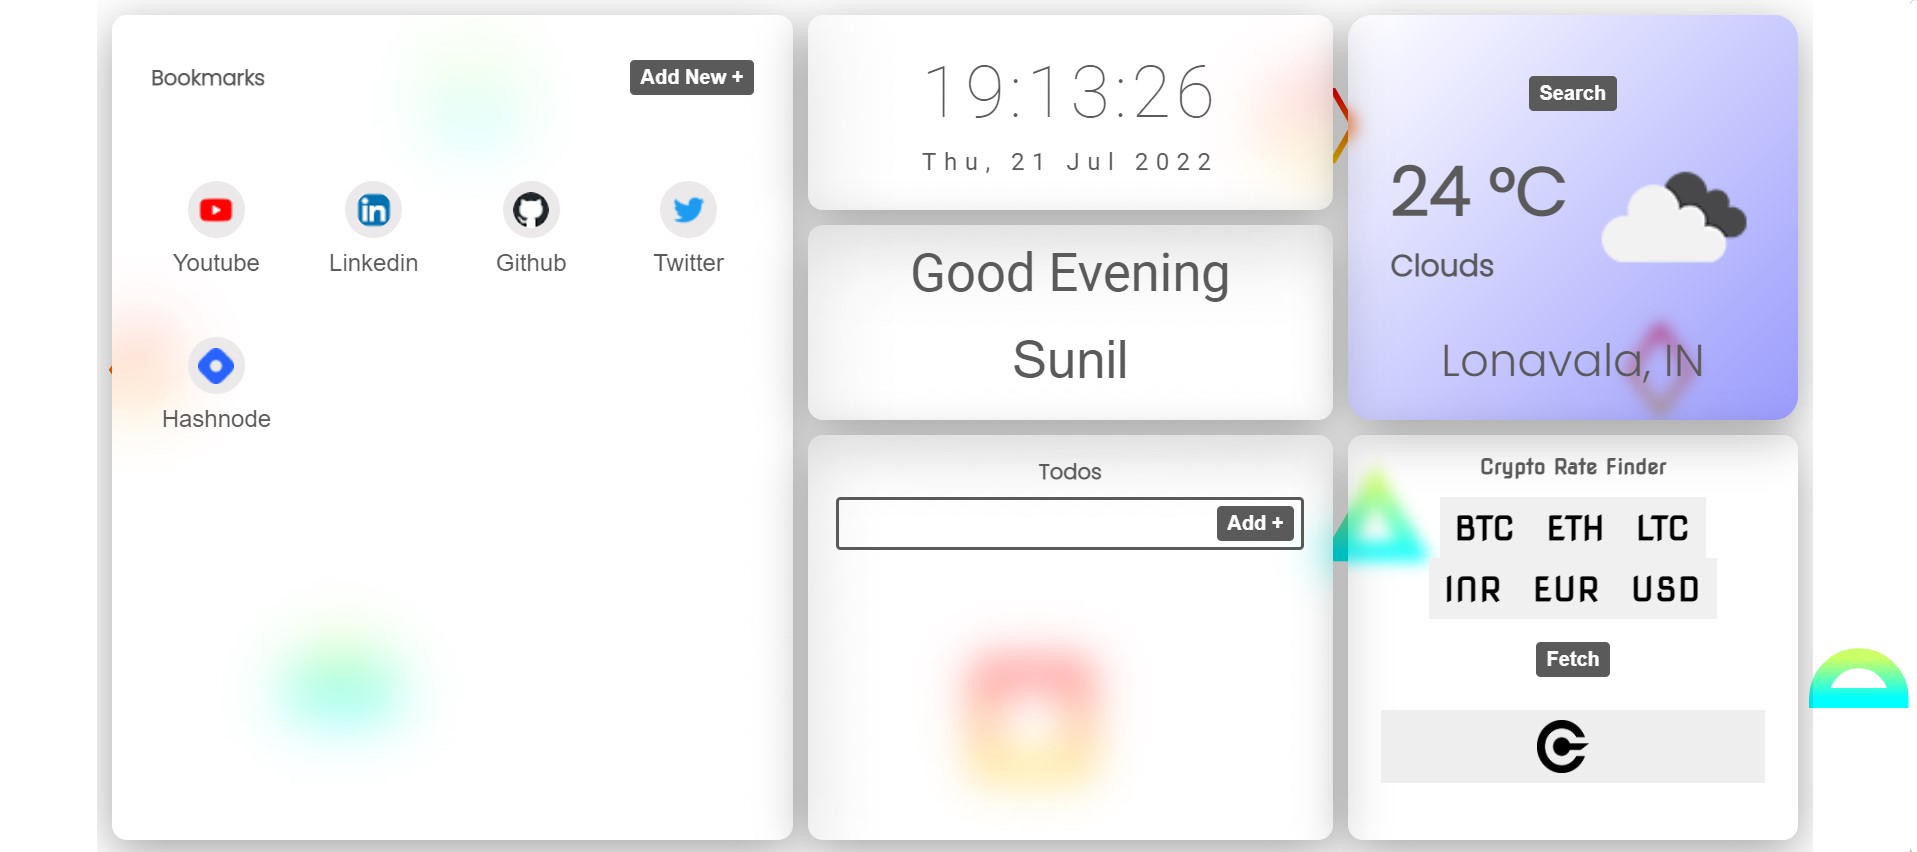 Bookmarks
Add New +
Youtube
Linkedin
Github
Twitter
Hashnode
19:13:26
Thu, 21 Jul 2022
Good Evening
Sunil
Todos
Add +
Search
24 °C
Clouds
Lonavala, IN
Crypto Rate Finder
BTC ETH LTC
INR EUR USD
Fetch